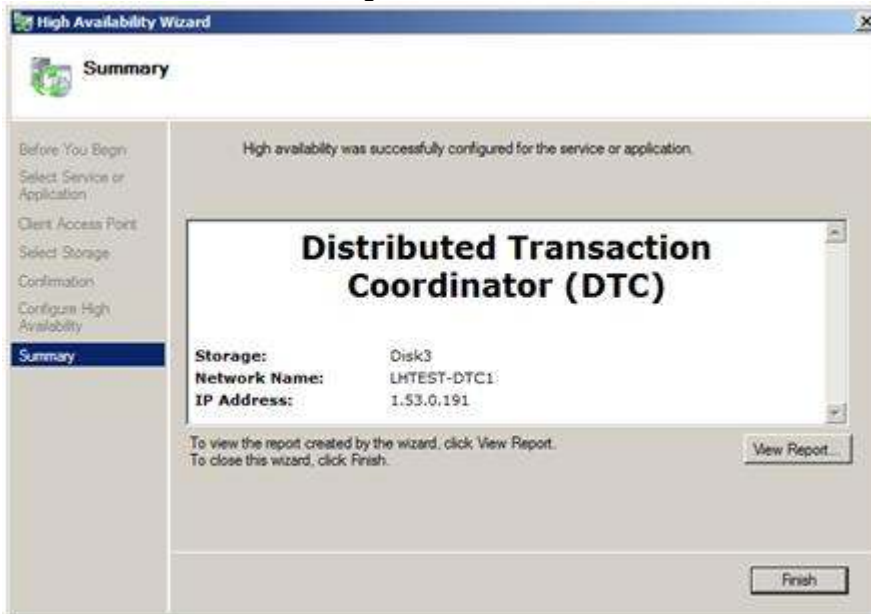 High Availability Wizard
Summary
Before You Begin
Select Service or
Application
Client Access Point
Select Storage
Confirmation
Configure High
Availability
Summary
High availability was successfully configured for the service or application.
Distributed Transaction
Coordinator (DTC)
Storage: Disk3
Network Name: LHTEST-DTC1
IP Address: 1.53.0.191
To view the report created by the wizard, click View Report.
To close this wizard, click Finish.
View Report...
Finish